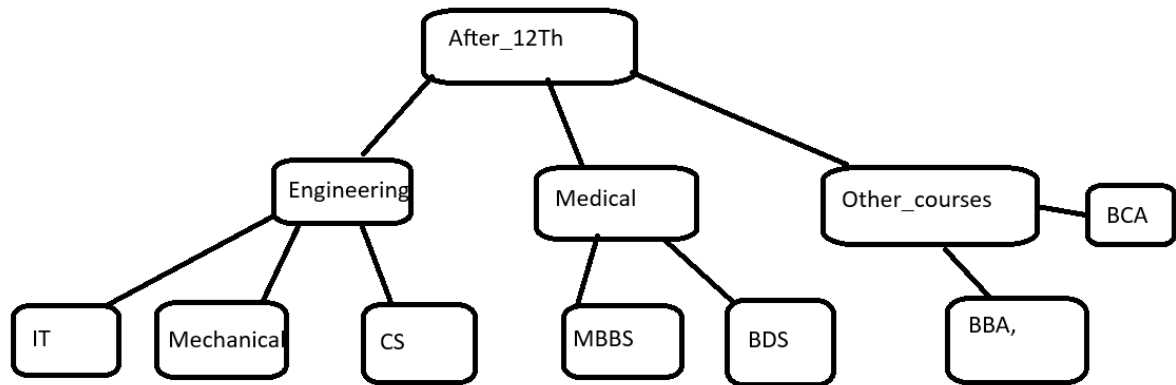 After_12Th
Engineering
Medical
Other_courses
BCA
IT
Mechanical
CS
MBBS
BDS
BBA,